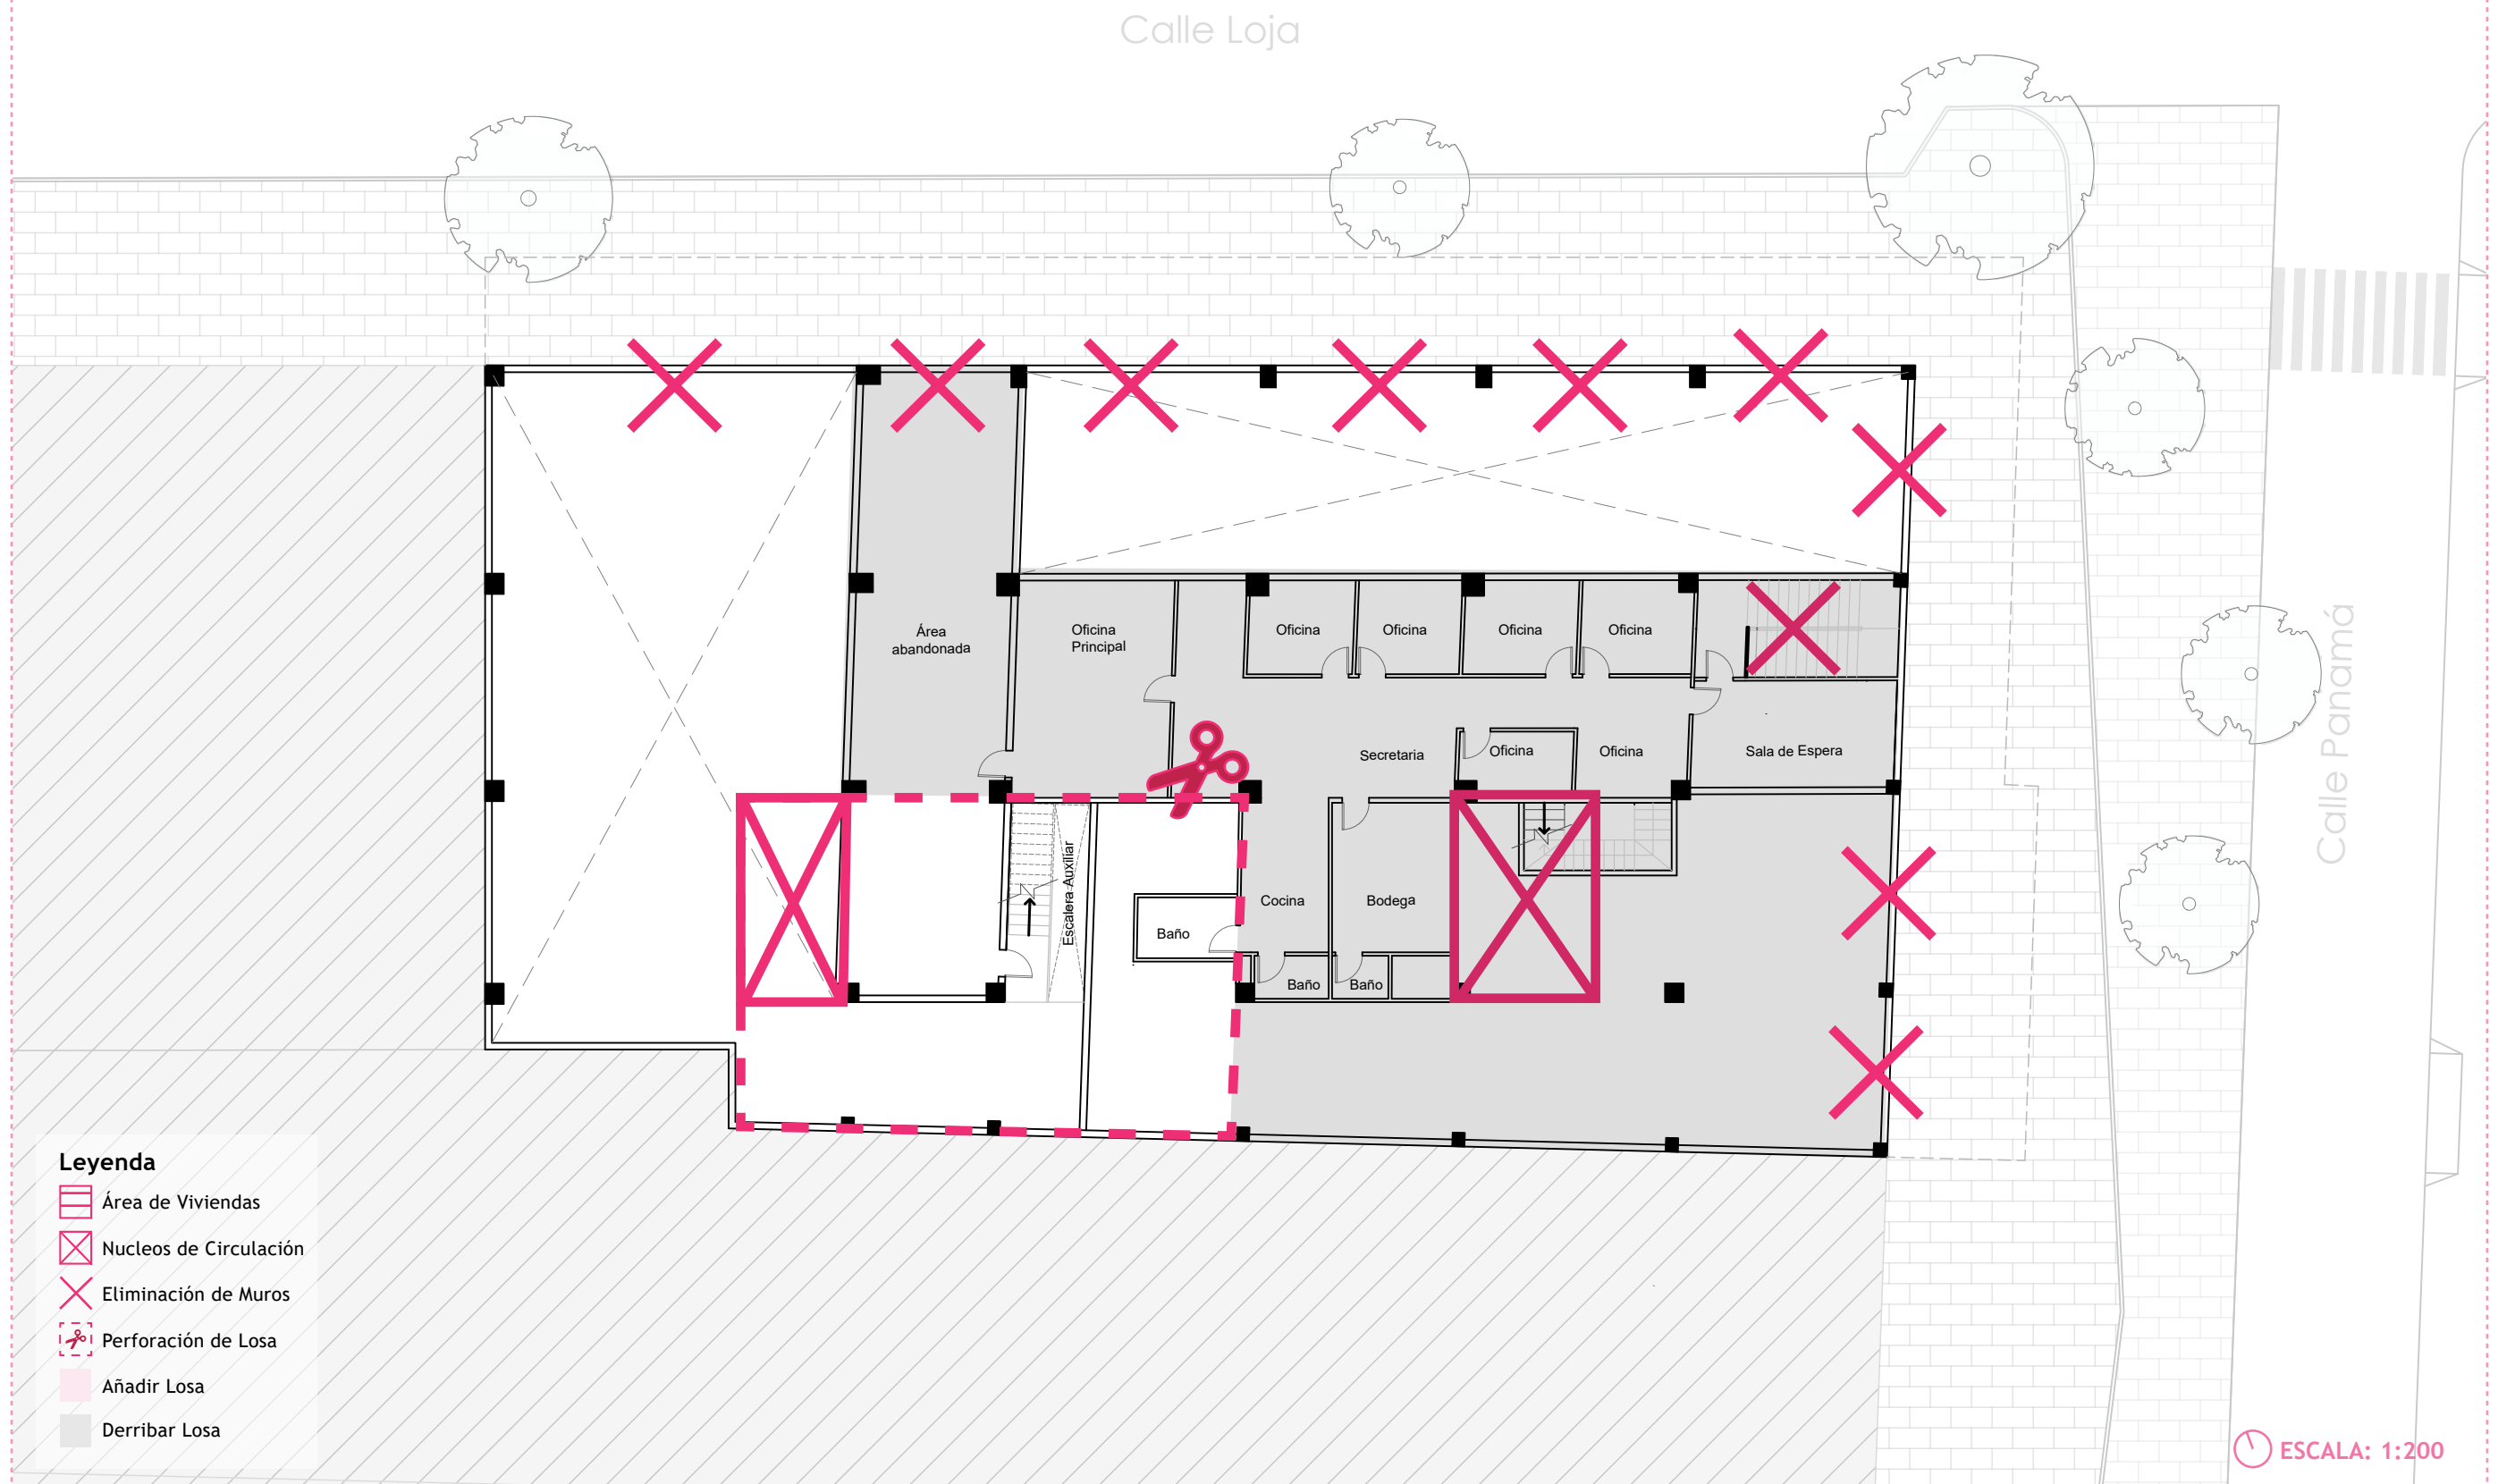 Calle Loja
Área
abandonada
Oficina
Principal
Oficina
Oficina
Oficina
Oficina
Secretaria
Oficina
Oficina
Sala de Espera
Calle Panamá
Escalera Auxiliar
Baño
Cocina
Bodega
Baño
Baño
Leyenda
Área de Viviendas
Nucleos de Circulación
Eliminación de Muros
Perforación de Losa
Añadir Losa
Derribar Losa
ESCALA: 1:200